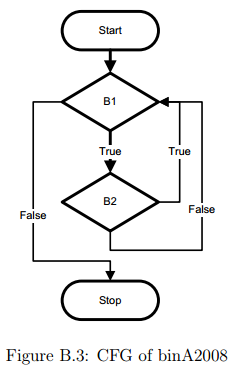 Start
B1
True
True
B2
False
False
Stop
Figure B.3: CFG of binA2008